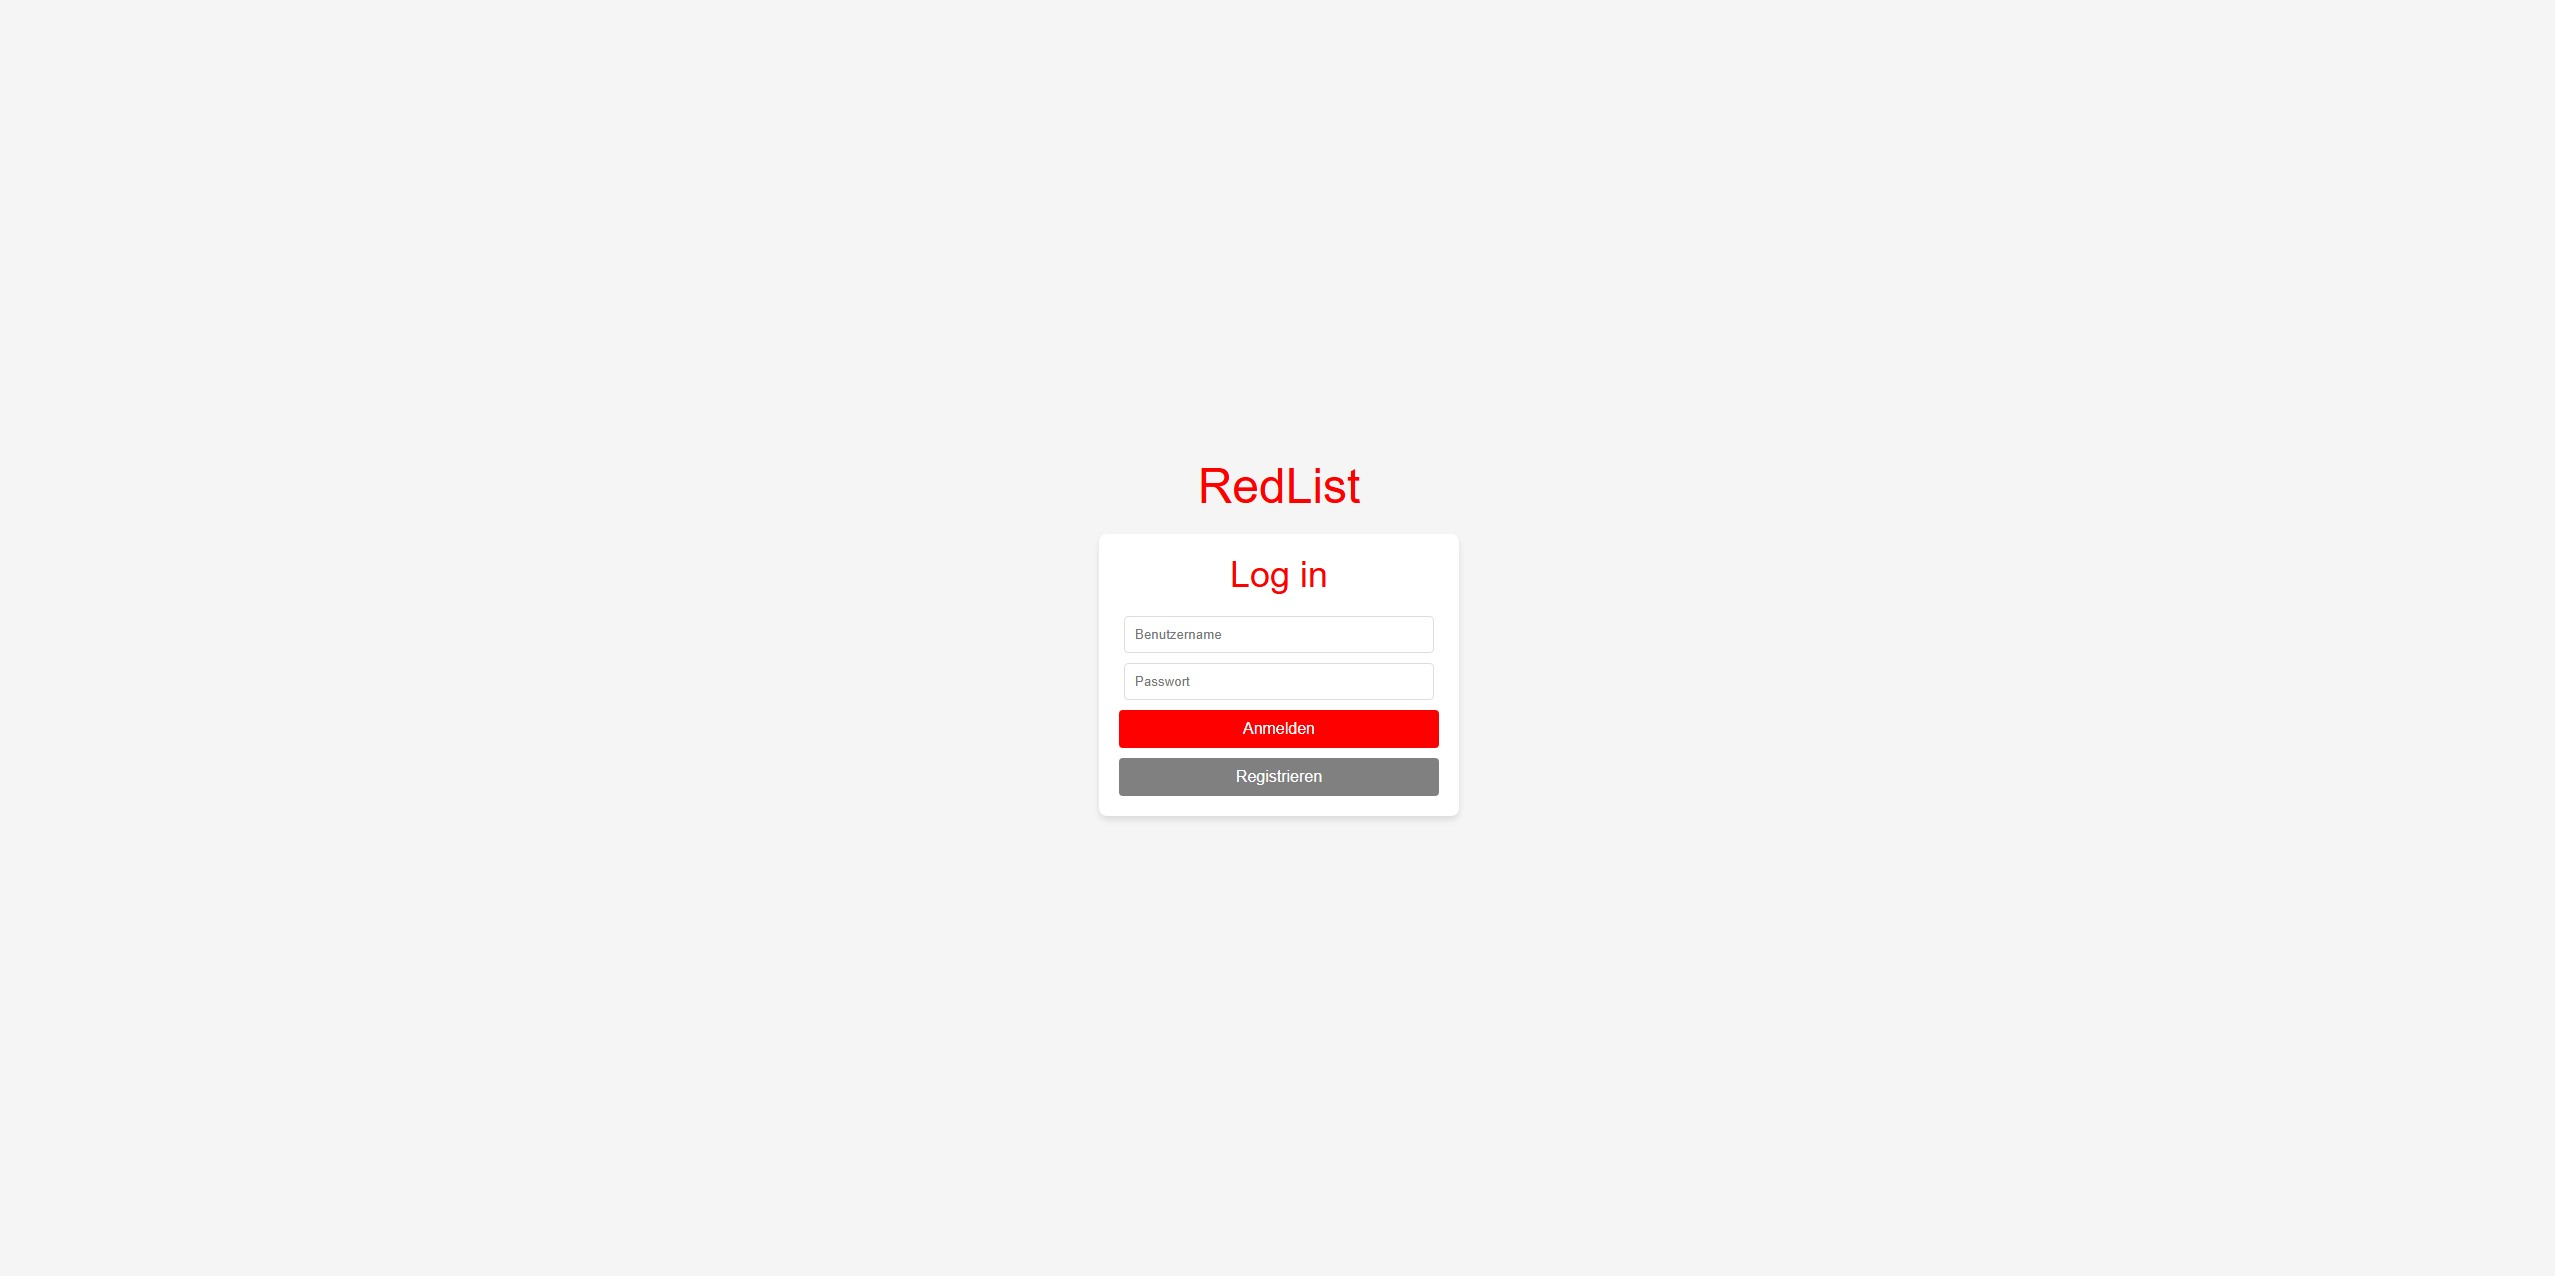 RedList
Log in
Benutzername
Passwort
Anmelden
Registrieren